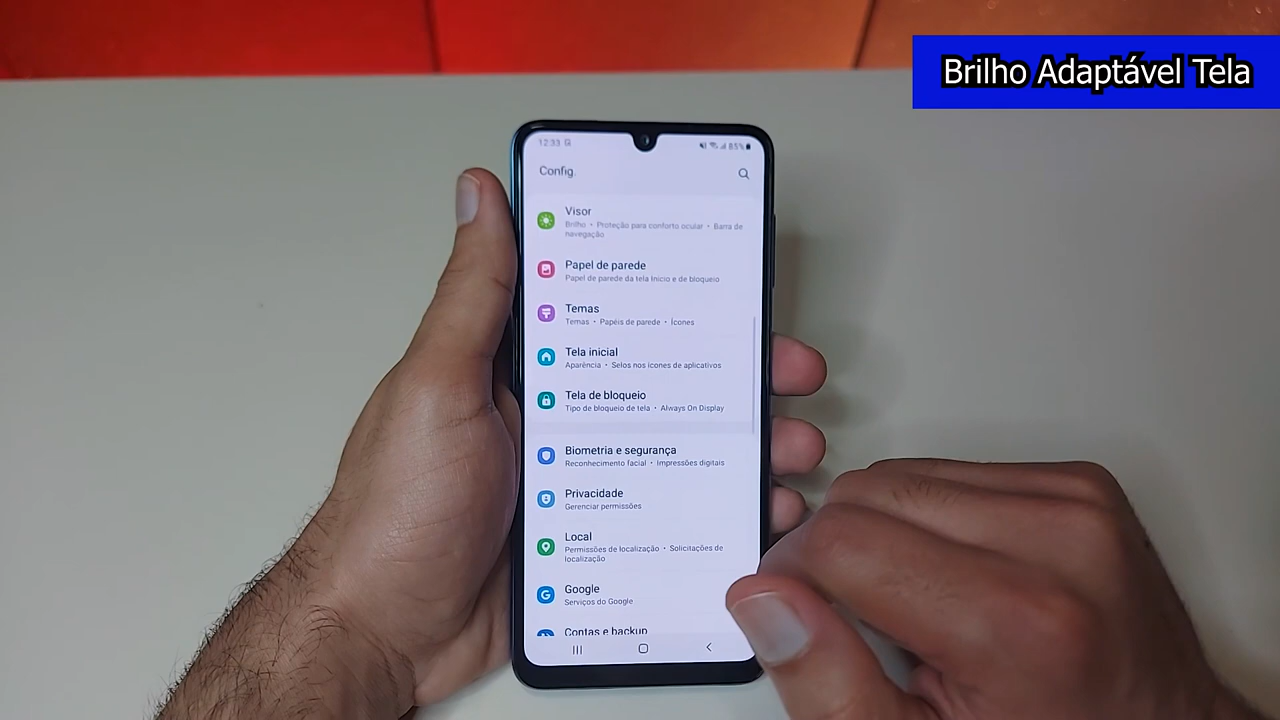 Brilho Adaptável Tela
12:33
85%
Config.
Visor
Brilho • Proteção para conforto ocular • Barra de
navegação
Papel de parede
Papel de parede da tela Início e de bloqueio
Temas
Temas • Papéis de parede • Ícones
Tela inicial
Aparência • Selos nos ícones de aplicativos
Tela de bloqueio
Tipo de bloqueio de tela • Always On Display
Biometria e segurança
Reconhecimento facial • Impressões digitais
Privacidade
Gerenciar permissões
Local
Permissões de localização • Solicitações de
localização
Google
Serviços do Google
Contas e backup